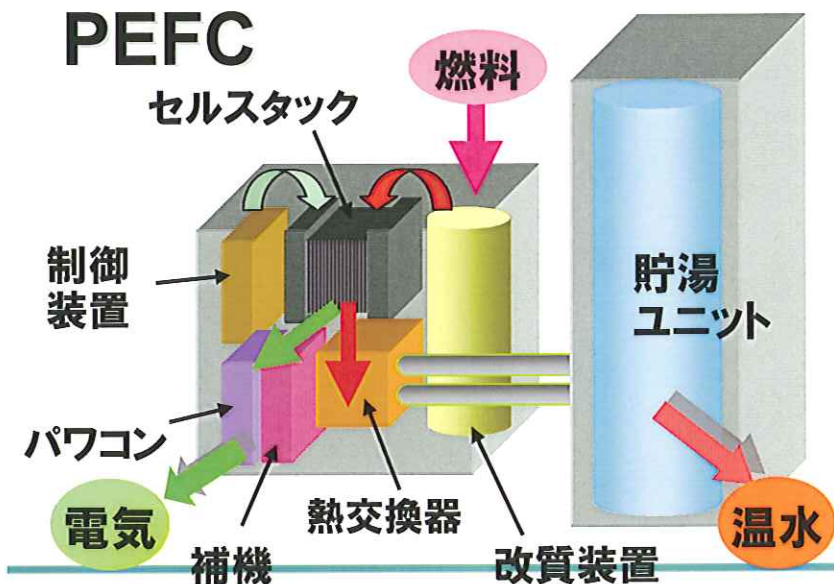 PEFC
燃料
セルスタック
制御
装置
貯湯
ユニット
パワコン
電気
補機
熱交換器
改質装置
温水